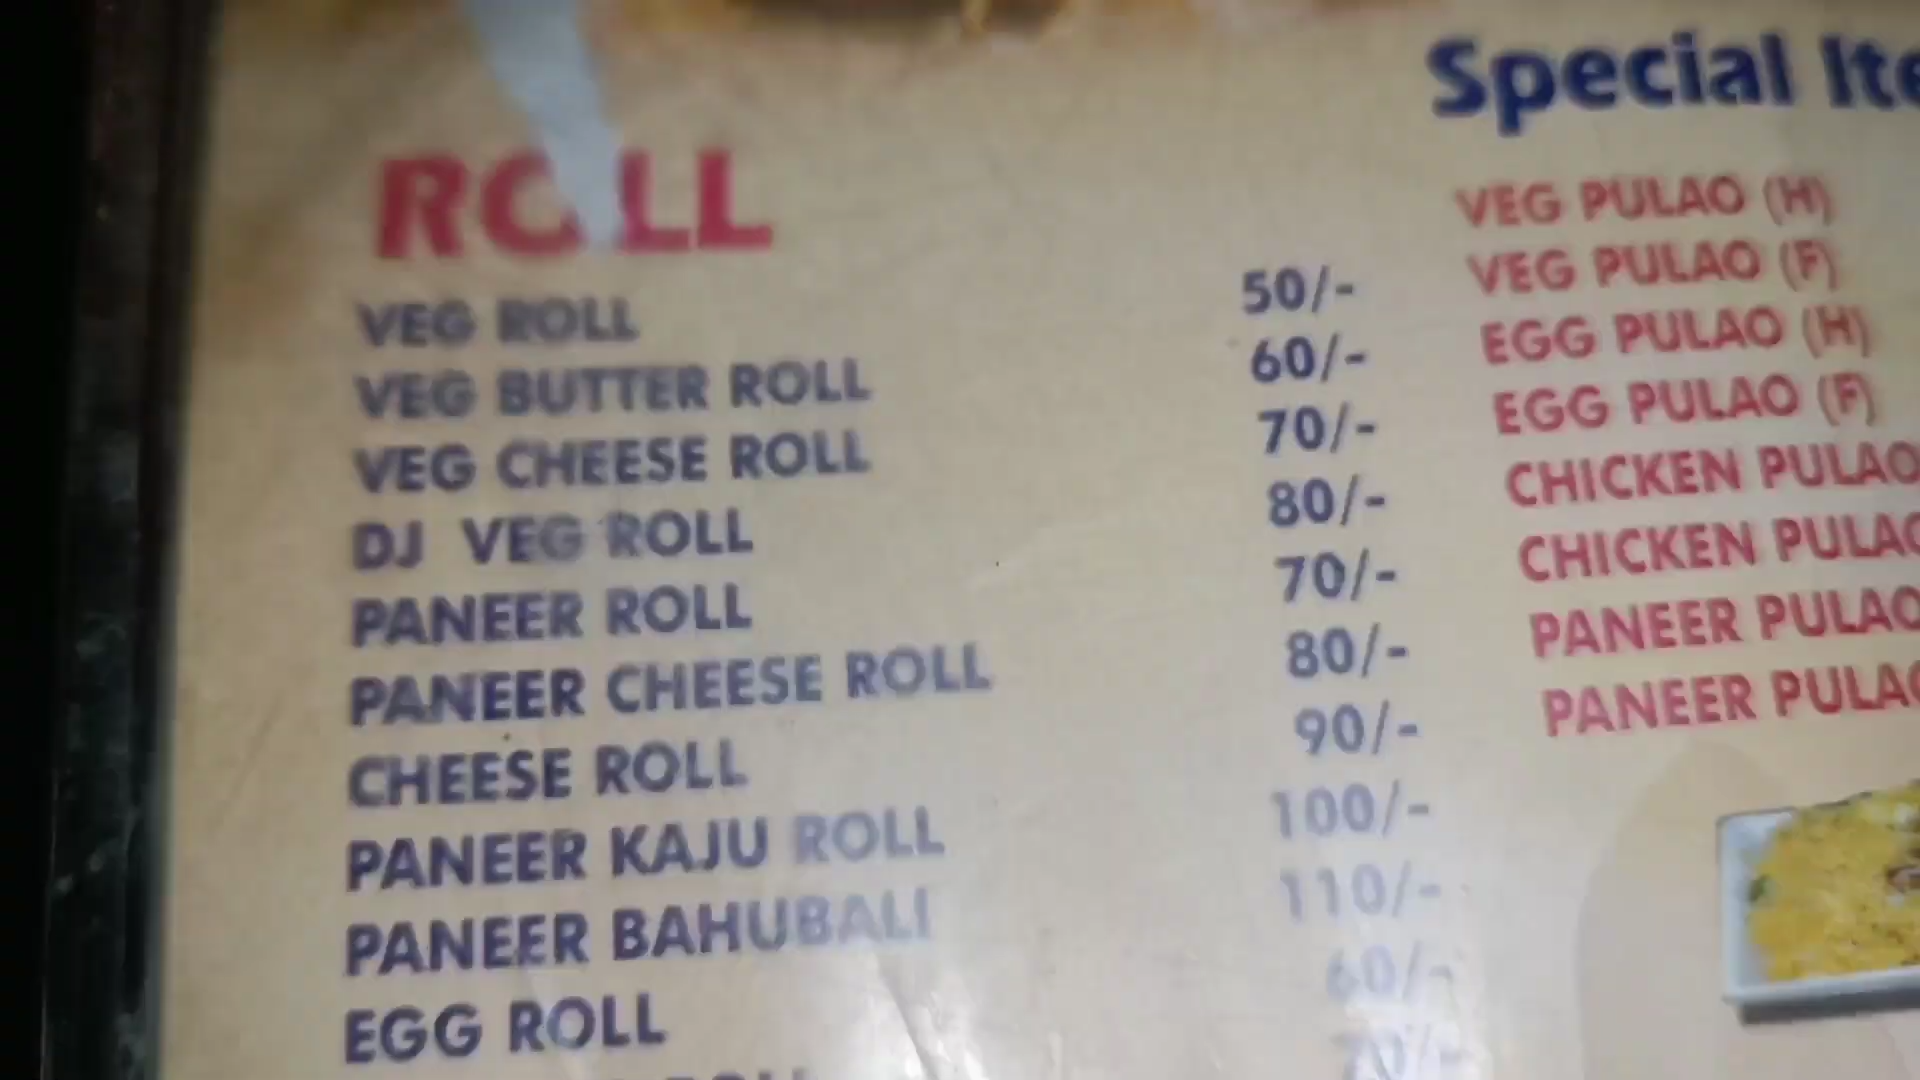 ROLL
VEG ROLL 50/-
VEG BUTTER ROLL 60/-
VEG CHEESE ROLL 70/-
DJ VEG ROLL 80/-
PANEER ROLL 70/-
PANEER CHEESE ROLL 80/-
CHEESE ROLL 90/-
PANEER KAJU ROLL 100/-
PANEER BAHUBALI 110/-
EGG ROLL 60/-
70/-
Special Ite
VEG PULAO (H)
VEG PULAO (F)
EGG PULAO (H)
EGG PULAO (F)
CHICKEN PULAO
CHICKEN PULAO
PANEER PULAO
PANEER PULAO